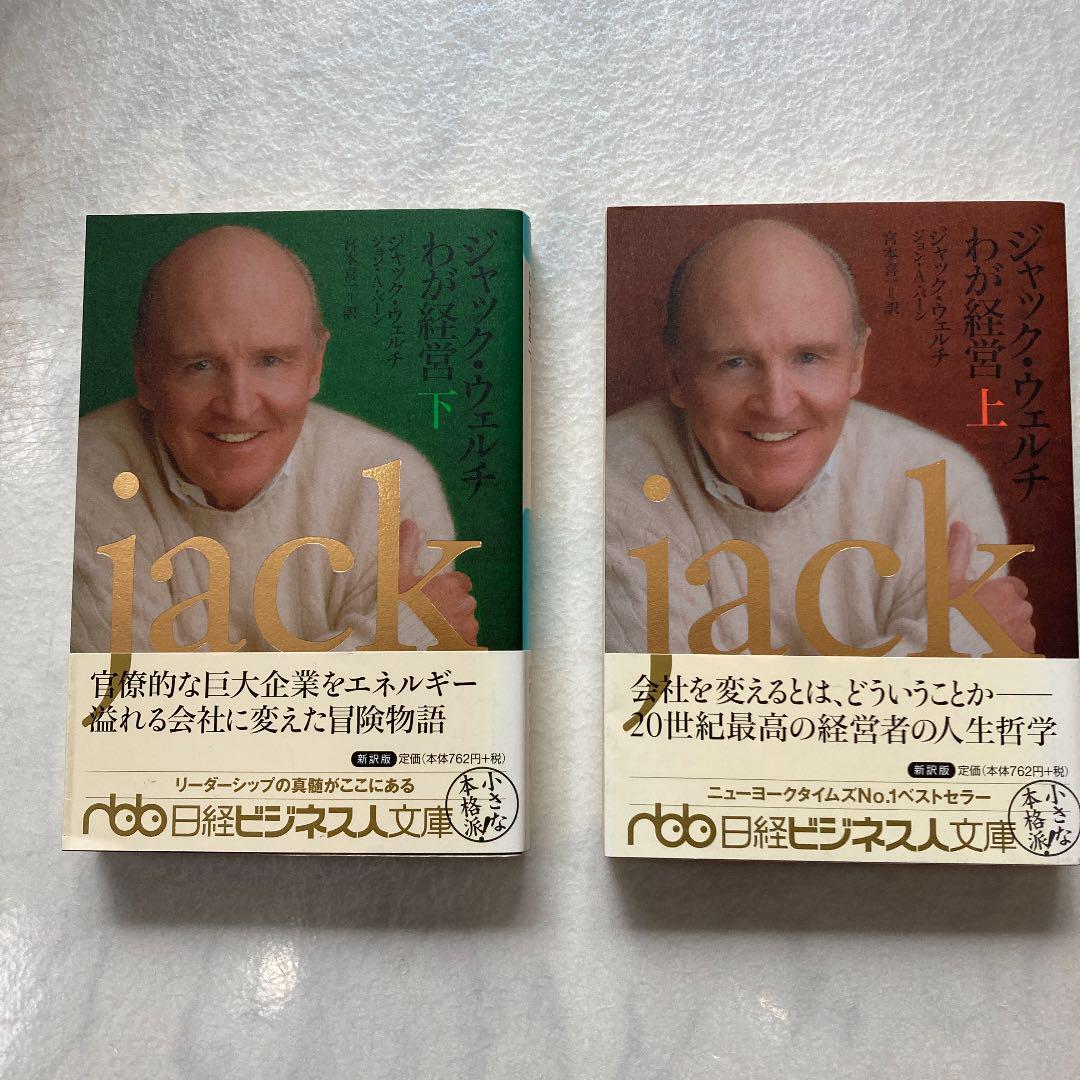 ジャック・ウェルチ
わが経営 下
ジャック・ウェルチ
ジョン・A・バーン
宮本喜一=訳
jack
官僚的な巨大企業をエネルギー
溢れる会社に変えた冒険物語
新訳版 定価(本体762円+税)
リーダーシップの真髄がここにある
nbb日経ビジネス人文庫
小さな
本格派!
ジャック・ウェルチ
わが経営 上
ジャック・ウェルチ
ジョン・A・バーン
宮本喜一=訳
jack
会社を変えるとは、どういうことか——
20世紀最高の経営者の人生哲学
新訳版 定価(本体762円+税)
ニューヨークタイムズNo.1ベストセラー
nbb日経ビジネス人文庫
小さな
本格派!